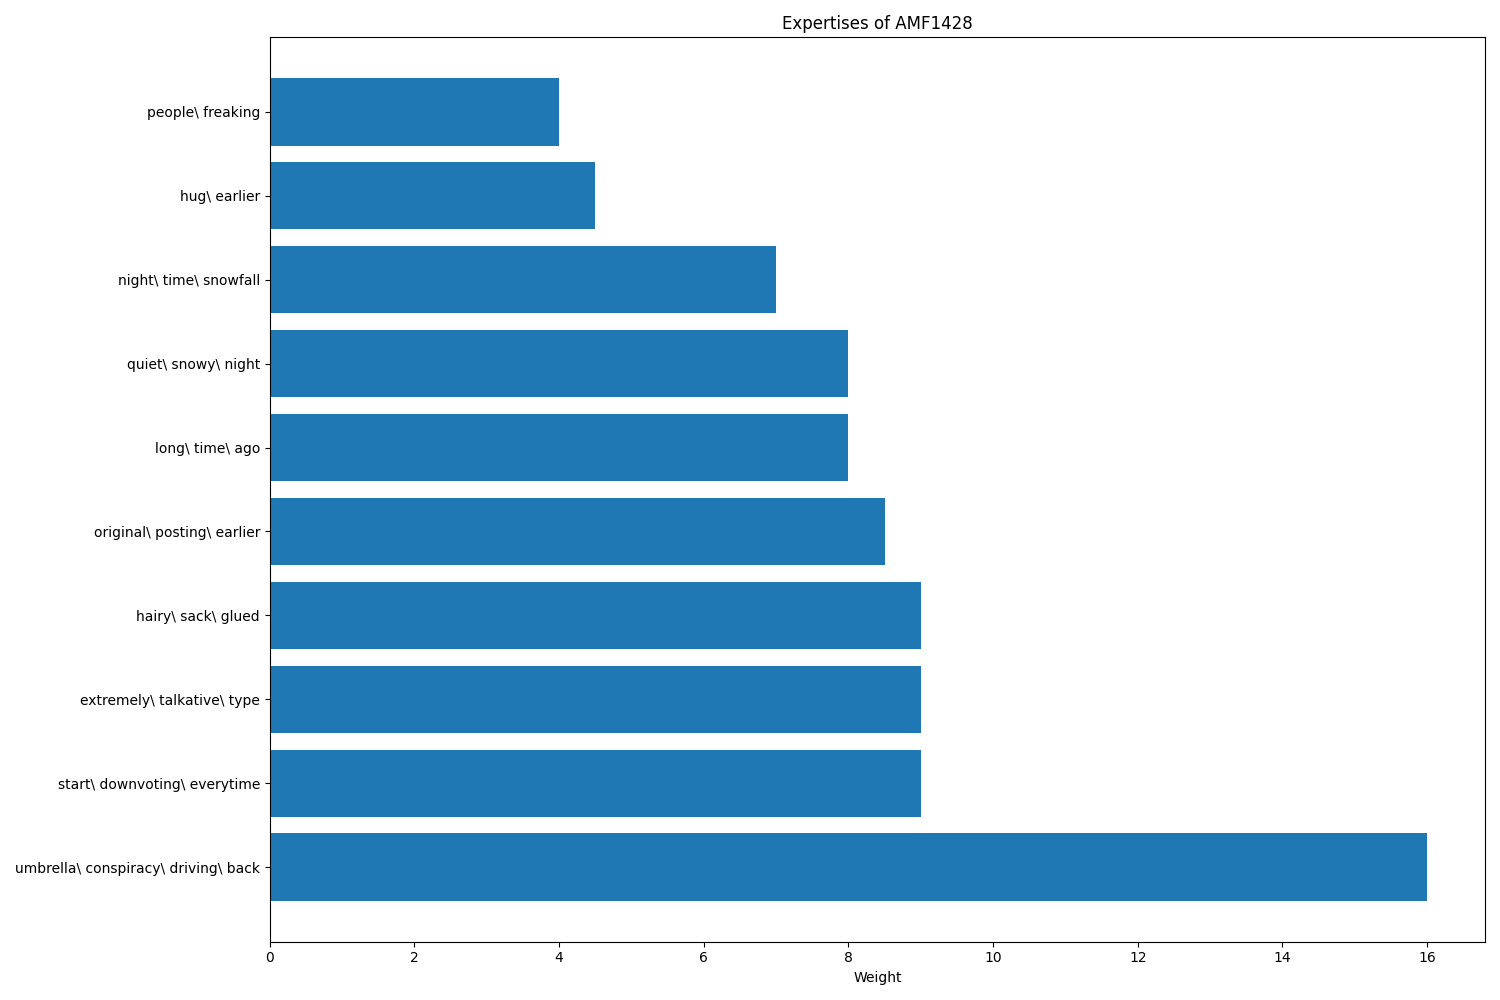 Expertises of AMF1428
people\ freaking
hug\ earlier
night\ time\ snowfall
quiet\ snowy\ night
long\ time\ ago
original\ posting\ earlier
hairy\ sack\ glued
extremely\ talkative\ type
start\ downvoting\ everytime
umbrella\ conspiracy\ driving\ back
0 2 4 6 8 10 12 14 16
Weight